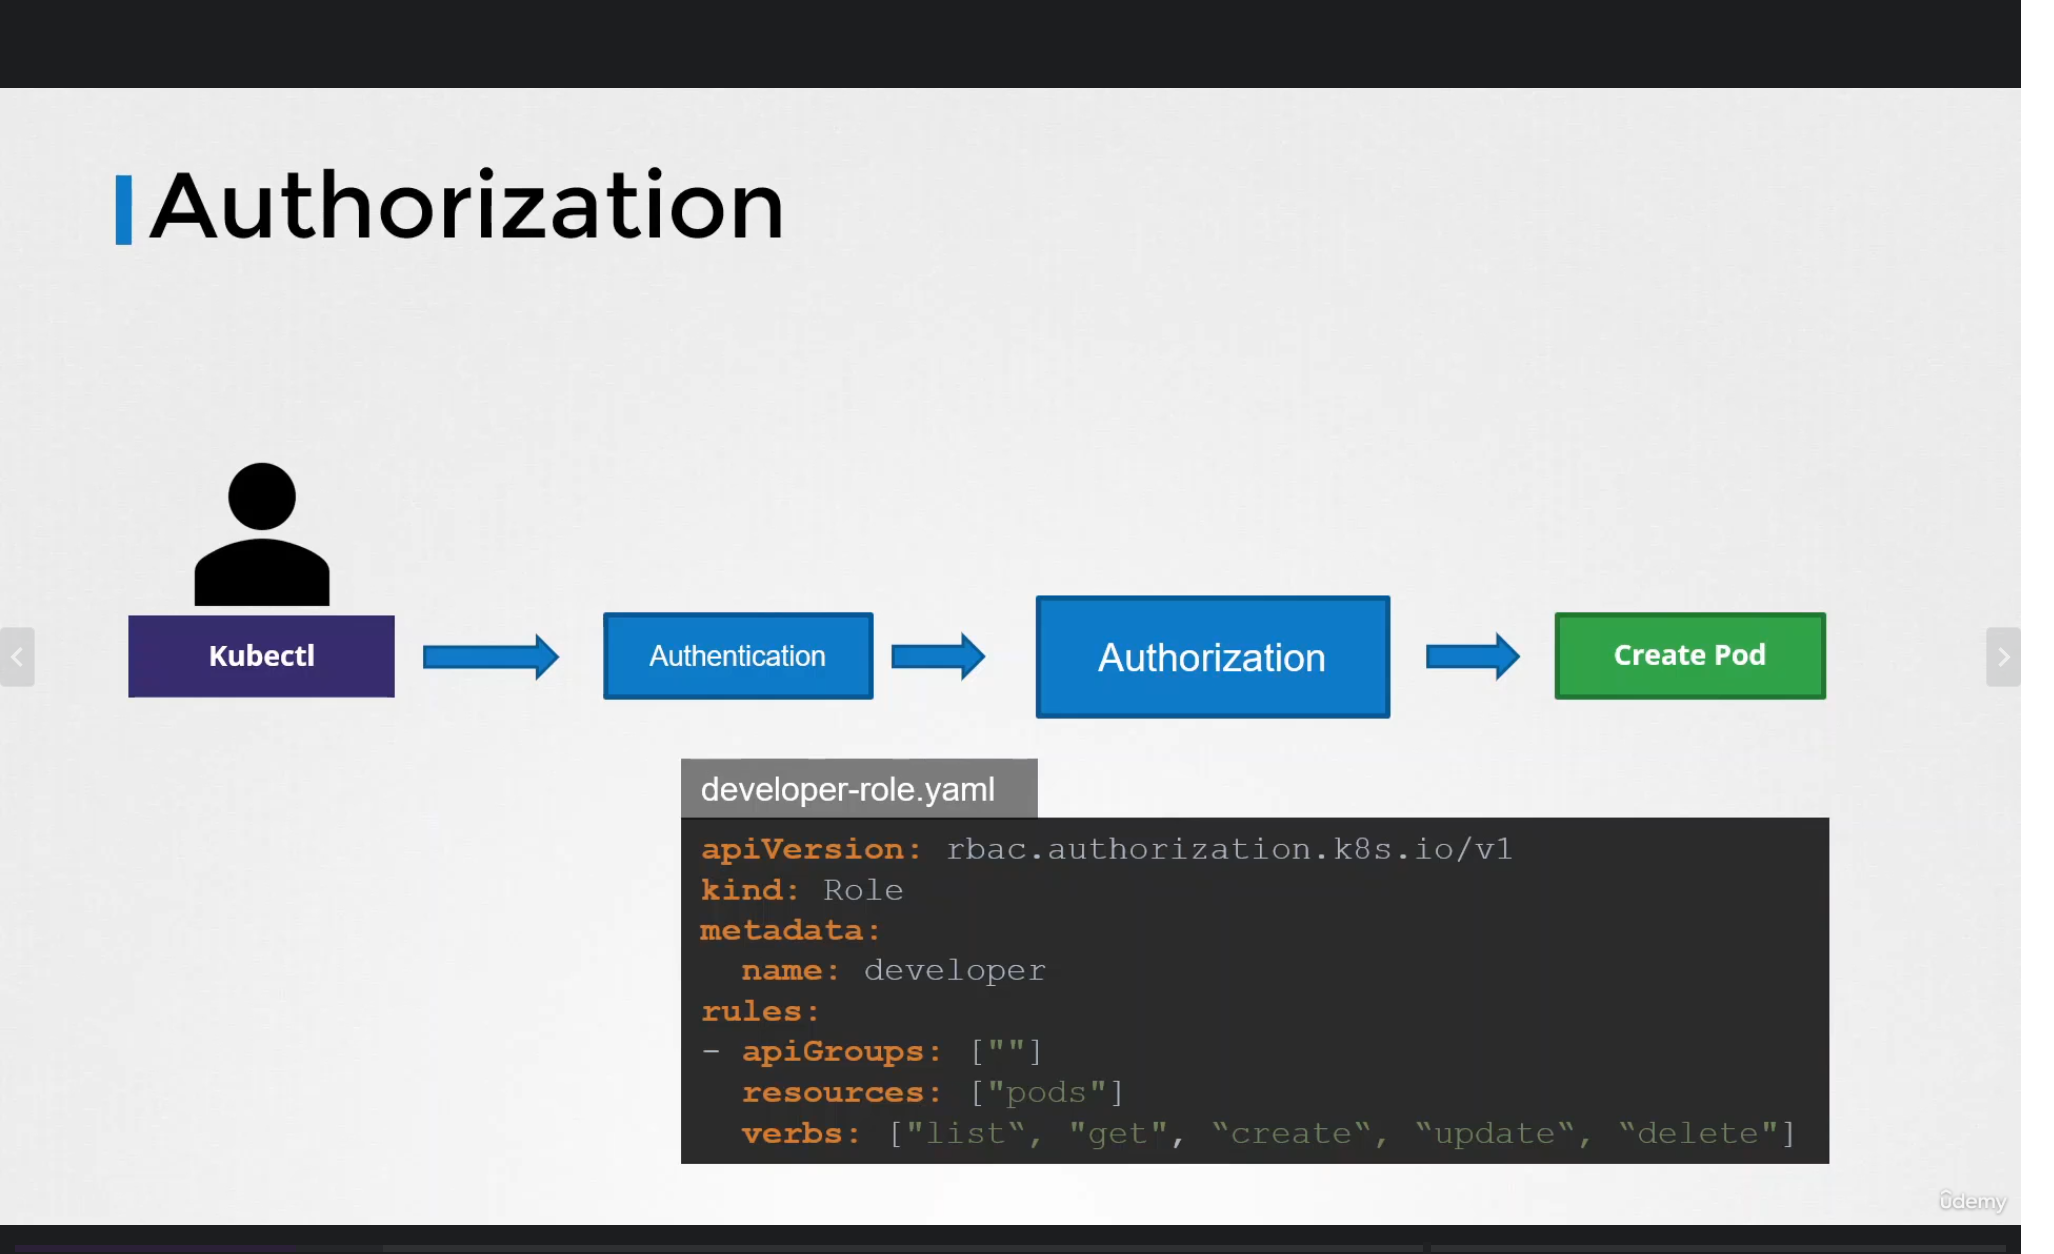 Authorization
Kubectl
Authentication
Authorization
Create Pod
developer-role.yaml
apiVersion: rbac.authorization.k8s.io/v1
kind: Role
metadata:
  name: developer
rules:
- apiGroups: [""]
  resources: ["pods"]
  verbs: ["list“, "get", “create“, “update“, “delete"]
ûdemy